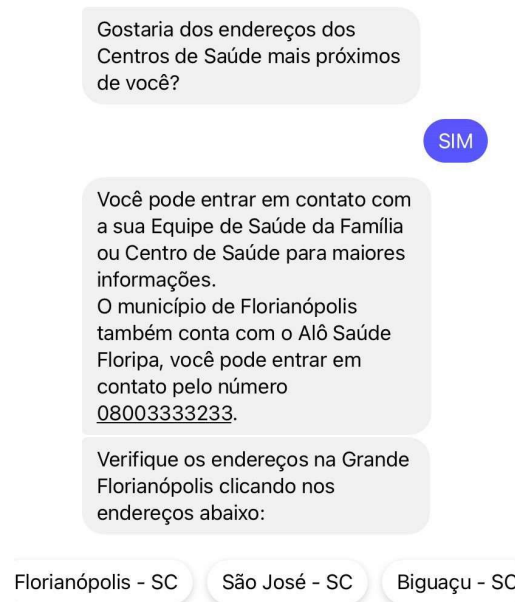 Gostaria dos endereços dos
Centros de Saúde mais próximos
de você?
SIM
Você pode entrar em contato com
a sua Equipe de Saúde da Família
ou Centro de Saúde para maiores
informações.
O município de Florianópolis
também conta com o Alô Saúde
Floripa, você pode entrar em
contato pelo número
08003333233.
Verifique os endereços na Grande
Florianópolis clicando nos
endereços abaixo:
Florianópolis - SC São José - SC Biguaçu - SC